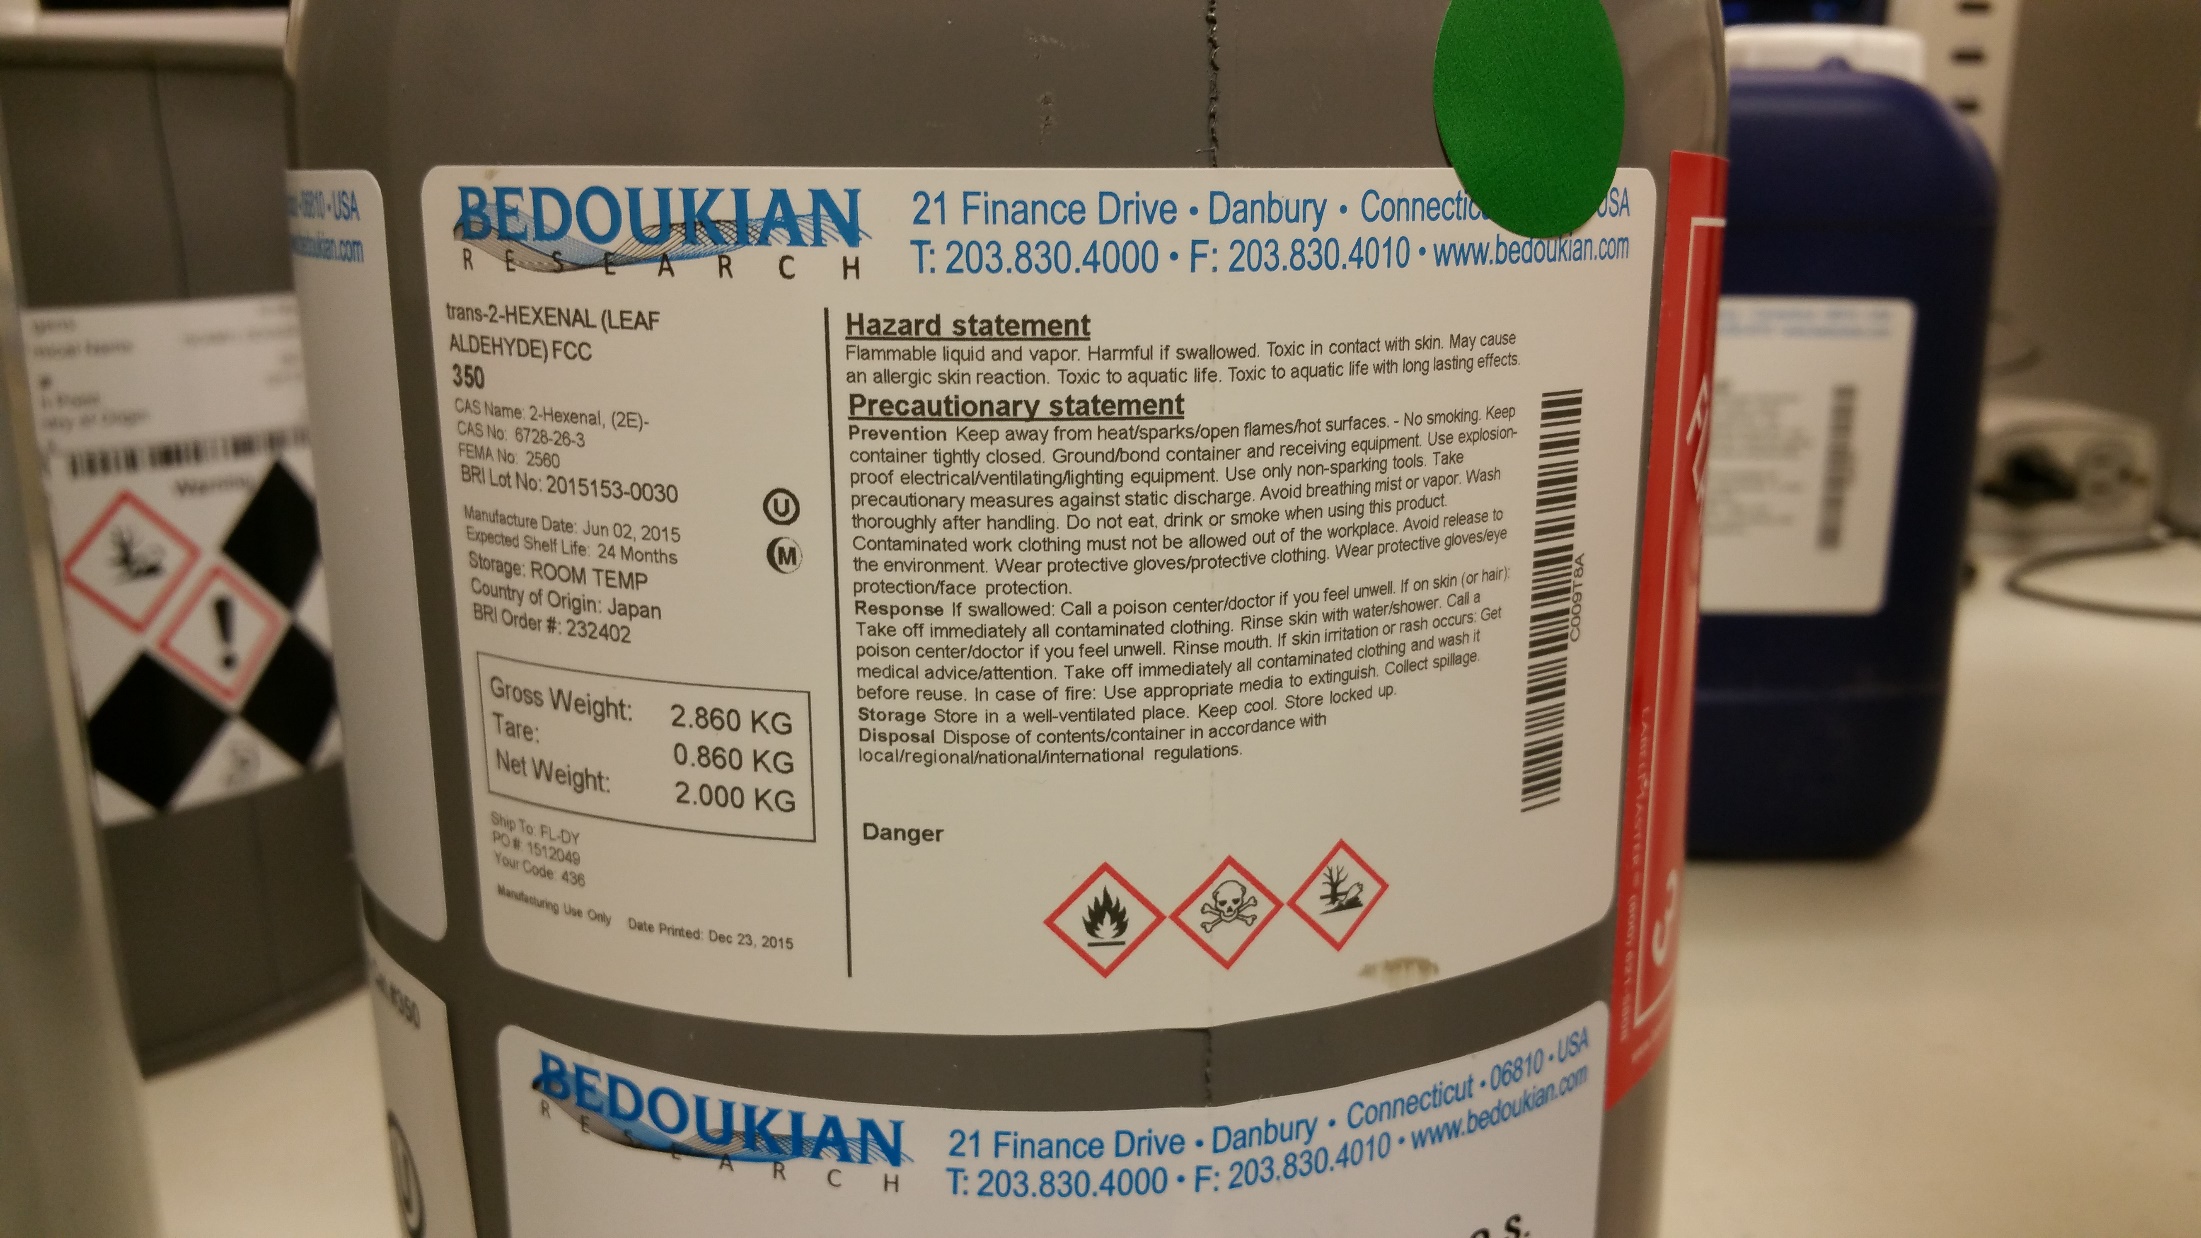 BEDOUKIAN
RESEARCH
21 Finance Drive • Danbury • Connectic USA
T: 203.830.4000 • F: 203.830.4010 • www.bedoukian.com
trans-2-HEXENAL (LEAF
ALDEHYDE) FCC
350
CAS Name: 2-Hexenal, (2E)-
CAS No: 6728-26-3
FEMA No: 2560
BRI Lot No: 2015153-0030
U
M
Manufacture Date: Jun 02, 2015
Expected Shelf Life: 24 Months
Storage: ROOM TEMP
Country of Origin: Japan
BRI Order #: 232402
Gross Weight: 2.860 KG
Tare: 0.860 KG
Net Weight: 2.000 KG
Ship To: FL-DY
PO #: 1512049
Your Code: 436
Manufacturing Use Only Date Printed: Dec 23, 2015
Hazard statement
Flammable liquid and vapor. Harmful if swallowed. Toxic in contact with skin. May cause
an allergic skin reaction. Toxic to aquatic life. Toxic to aquatic life with long lasting effects.
Precautionary statement
Prevention Keep away from heat/sparks/open flames/hot surfaces. - No smoking. Keep
container tightly closed. Ground/bond container and receiving equipment. Use explosion-
proof electrical/ventilating/lighting equipment. Use only non-sparking tools. Take
precautionary measures against static discharge. Avoid breathing mist or vapor. Wash
thoroughly after handling. Do not eat, drink or smoke when using this product.
Contaminated work clothing must not be allowed out of the workplace. Avoid release to
the environment. Wear protective gloves/protective clothing. Wear protective gloves/eye
protection/face protection.
Response If swallowed: Call a poison center/doctor if you feel unwell. If on skin (or hair):
Take off immediately all contaminated clothing. Rinse skin with water/shower. Call a
poison center/doctor if you feel unwell. Rinse mouth. If skin irritation or rash occurs: Get
medical advice/attention. Take off immediately all contaminated clothing and wash it
before reuse. In case of fire: Use appropriate media to extinguish. Collect spillage.
Storage Store in a well-ventilated place. Keep cool. Store locked up.
Disposal Dispose of contents/container in accordance with
local/regional/national/international regulations.
Danger
C009T8A
BEDOUKIAN
RESEARCH
21 Finance Drive • Danbury • Connecticut • 06810 • USA
T: 203.830.4000 • F: 203.830.4010 • www.bedoukian.com
06810 • USA
bedoukian.com
#350
U
3
Warning